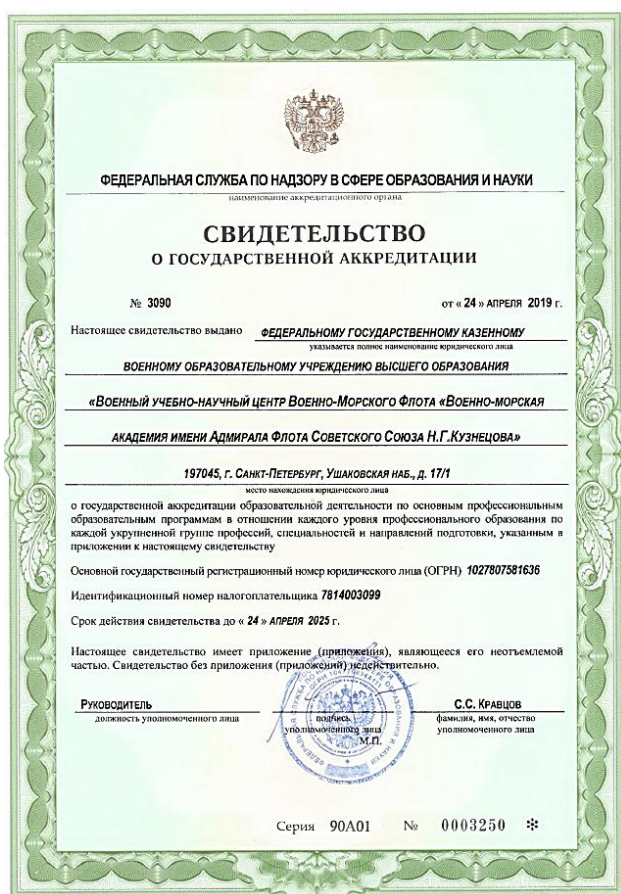 ФЕДЕРАЛЬНАЯ СЛУЖБА ПО НАДЗОРУ В СФЕРЕ ОБРАЗОВАНИЯ И НАУКИ
наименование аккредитационного органа
СВИДЕТЕЛЬСТВО
О ГОСУДАРСТВЕННОЙ АККРЕДИТАЦИИ
№ 3090 от « 24 » АПРЕЛЯ 2019 г.
Настоящее свидетельство выдано ФЕДЕРАЛЬНОМУ ГОСУДАРСТВЕННОМУ КАЗЕННОМУ
указывается полное наименование юридического лица
ВОЕННОМУ ОБРАЗОВАТЕЛЬНОМУ УЧРЕЖДЕНИЮ ВЫСШЕГО ОБРАЗОВАНИЯ
«ВОЕННЫЙ УЧЕБНО-НАУЧНЫЙ ЦЕНТР ВОЕННО-МОРСКОГО ФЛОТА «ВОЕННО-МОРСКАЯ
АКАДЕМИЯ ИМЕНИ АДМИРАЛА ФЛОТА СОВЕТСКОГО СОЮЗА Н.Г.КУЗНЕЦОВА»
197045, Г. САНКТ-ПЕТЕРБУРГ, УШАКОВСКАЯ НАБ., Д. 17/1
место нахождения юридического лица
о государственной аккредитации образовательной деятельности по основным профессиональным
образовательным программам в отношении каждого уровня профессионального образования по
каждой укрупненной группе профессий, специальностей и направлений подготовки, указанным в
приложении к настоящему свидетельству
Основной государственный регистрационный номер юридического лица (ОГРН) 1027807581636
Идентификационный номер налогоплательщика 7814003099
Срок действия свидетельства до « 24 » АПРЕЛЯ 2025 г.
Настоящее свидетельство имеет приложение (приложения), являющееся его неотъемлемой
частью. Свидетельство без приложения (приложений) недействительно.
РУКОВОДИТЕЛЬ С.С. КРАВЦОВ
должность уполномоченного лица подпись фамилия, имя, отчество
уполномоченного лица уполномоченного лица
М.П.
Серия 90А01 № 0003250 ✻